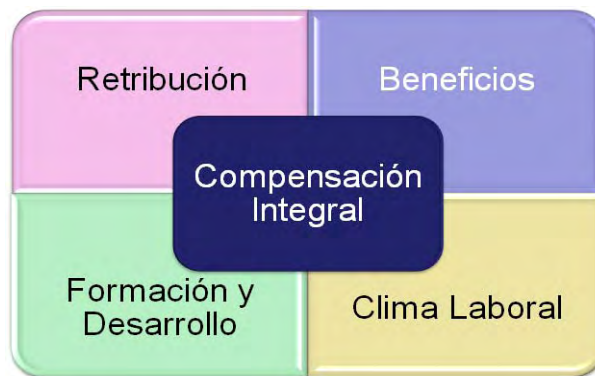 Retribución
Beneficios
Compensación
Integral
Formación y
Desarrollo
Clima Laboral